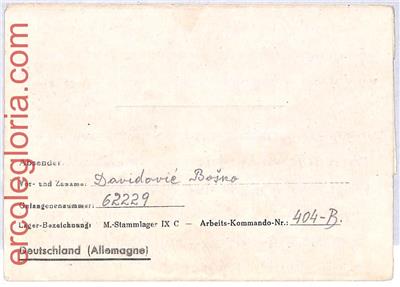 ercolegloria.com
Absender:
Vor- und Zuname: Davidović Boško
Gefangenennummer: 62229
Lager-Bezeichnung: M.-Stammlager IX C — Arbeits-Kommando-Nr.: 404-B.
Deutschland (Allemagne)